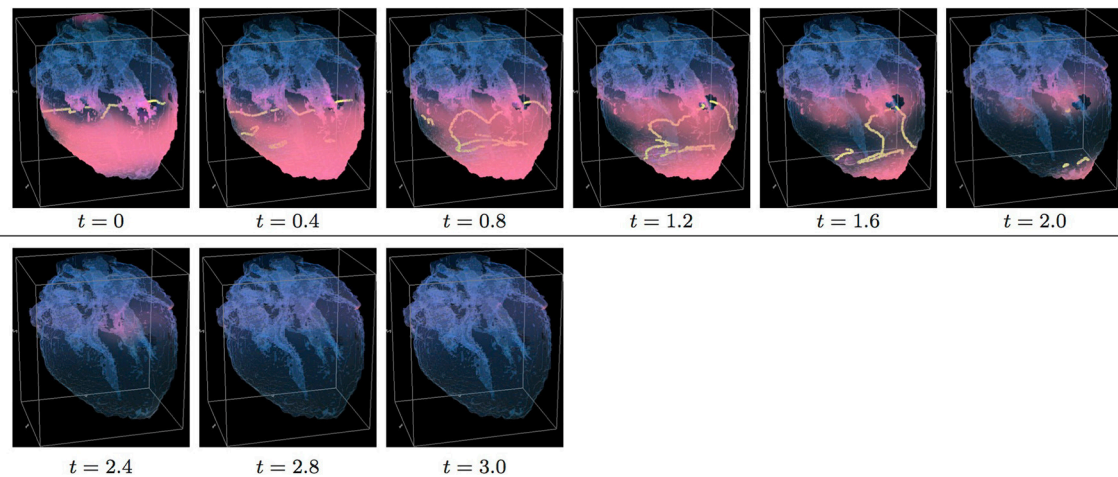 t = 0
t = 0.4
t = 0.8
t = 1.2
t = 1.6
t = 2.0
t = 2.4
t = 2.8
t = 3.0